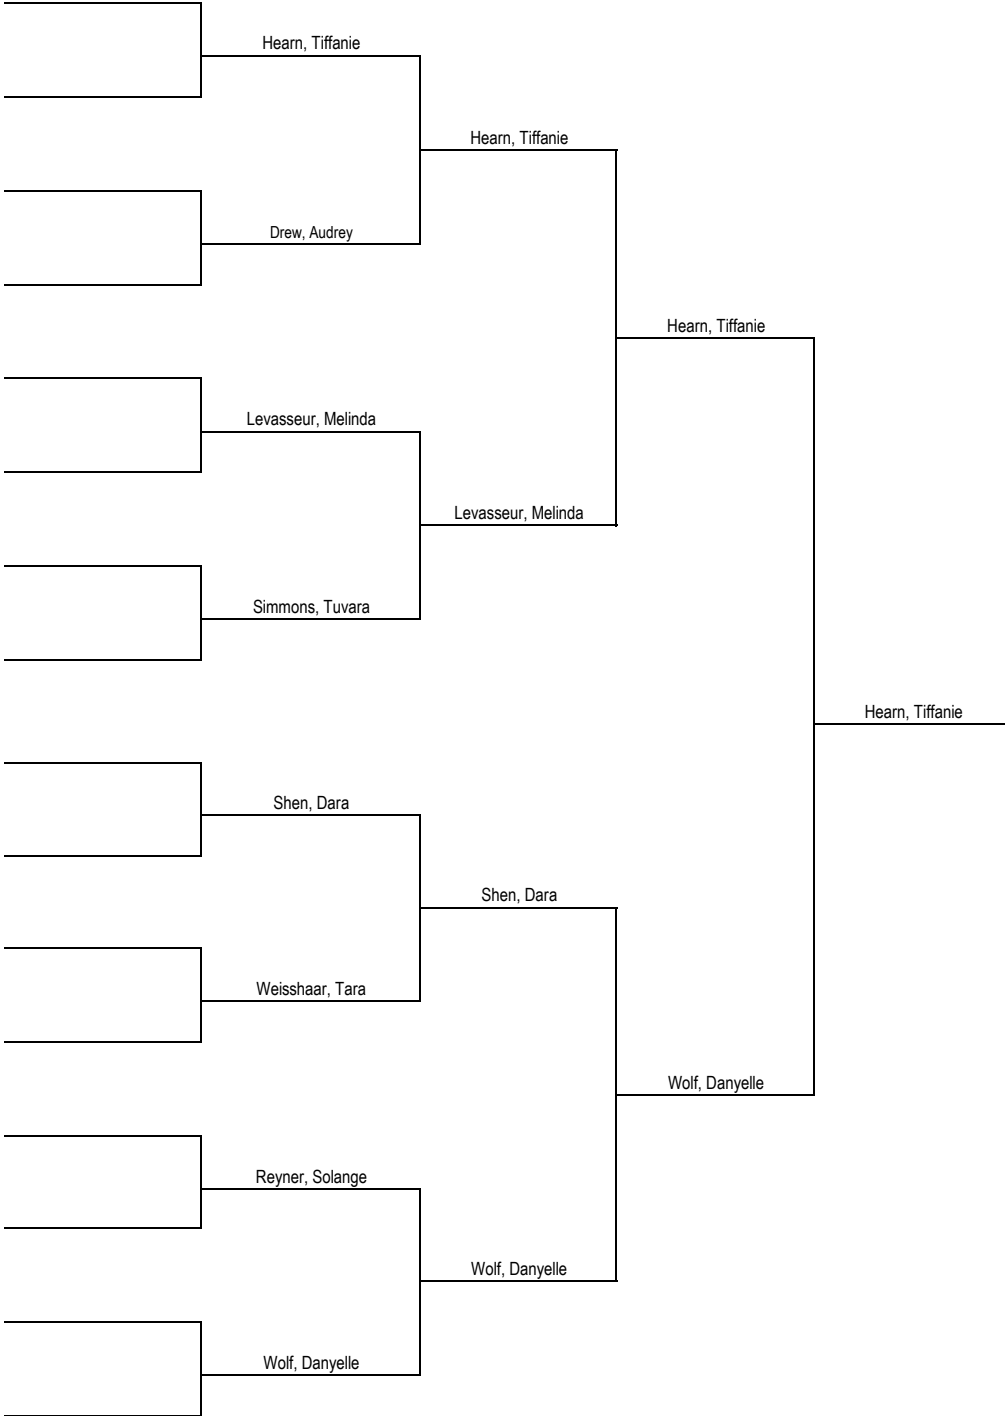 Hearn, Tiffanie
Hearn, Tiffanie
Drew, Audrey
Hearn, Tiffanie
Levasseur, Melinda
Levasseur, Melinda
Simmons, Tuvara
Hearn, Tiffanie
Shen, Dara
Shen, Dara
Weisshaar, Tara
Wolf, Danyelle
Reyner, Solange
Wolf, Danyelle
Wolf, Danyelle